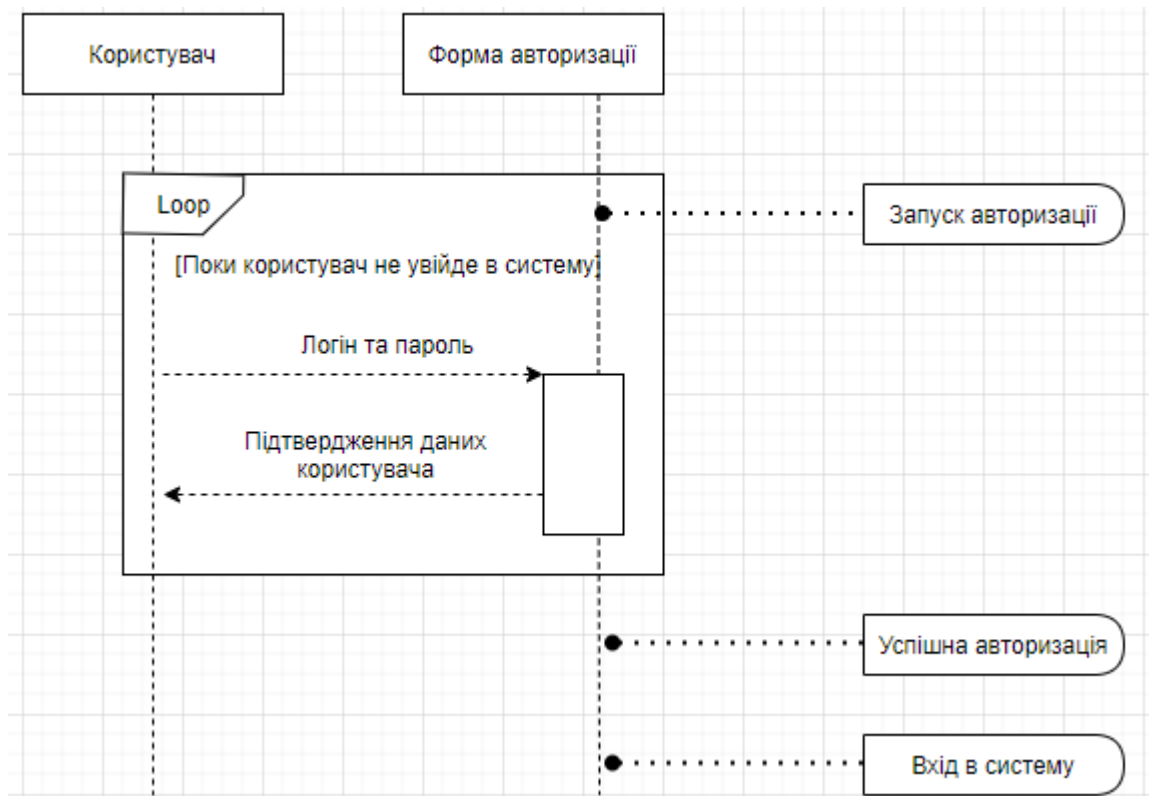 Користувач
Форма авторизації
Loop
Запуск авторизації
[Поки користувач не увійде в систему]
Логін та пароль
Підтвердження даних
користувача
Успішна авторизація
Вхід в систему